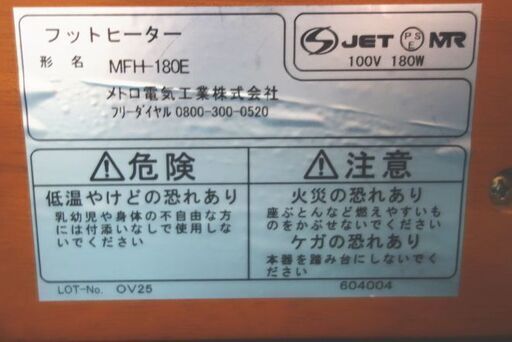 フットヒーター
形 名 MFH-180E
メトロ電気工業株式会社
フリーダイヤル 0800-300-0520
JET PSE MR
100V 180W
⚠危険
低温やけどの恐れあり
乳幼児や身体の不自由な方
には付添いなしで使用しな
いでください
⚠注意
火災の恐れあり
座ぶとんなど燃えやすいも
のをかぶせないでください
ケガの恐れあり
本器を踏み台にしないでく
ださい
LOT-No. OV25
604004